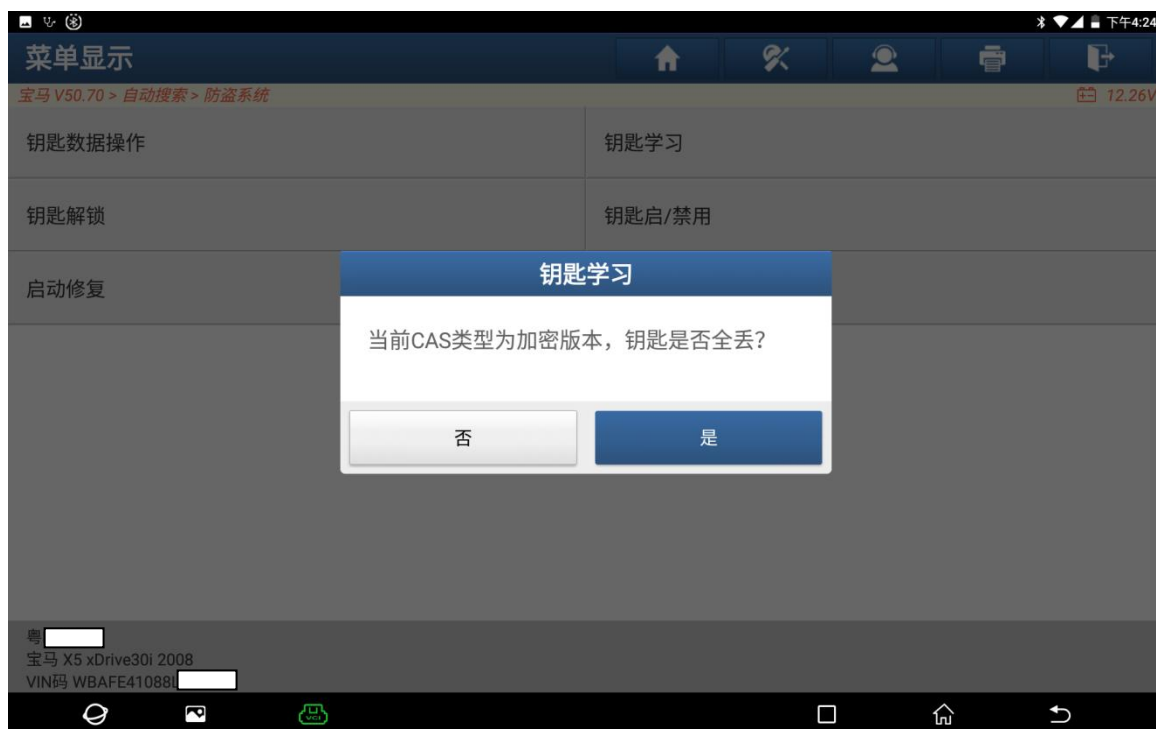 下午4:24
菜单显示
宝马 V50.70 > 自动搜索 > 防盗系统
12.26V
钥匙数据操作
钥匙学习
钥匙解锁
钥匙启/禁用
启动修复
钥匙学习
当前CAS类型为加密版本，钥匙是否全丢？
否
是
粤
宝马 X5 xDrive30i 2008
VIN码 WBAFE41088L
VCI